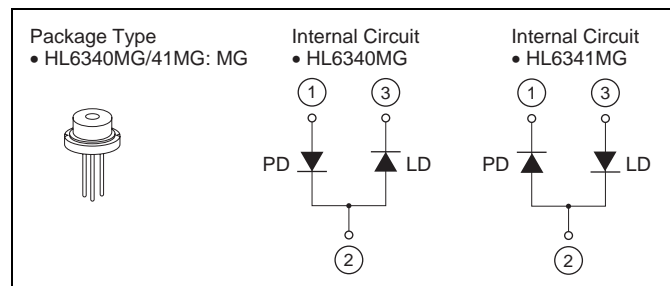 Package Type
• HL6340MG/41MG: MG
Internal Circuit
• HL6340MG
1 3
PD LD
2
Internal Circuit
• HL6341MG
1 3
PD LD
2